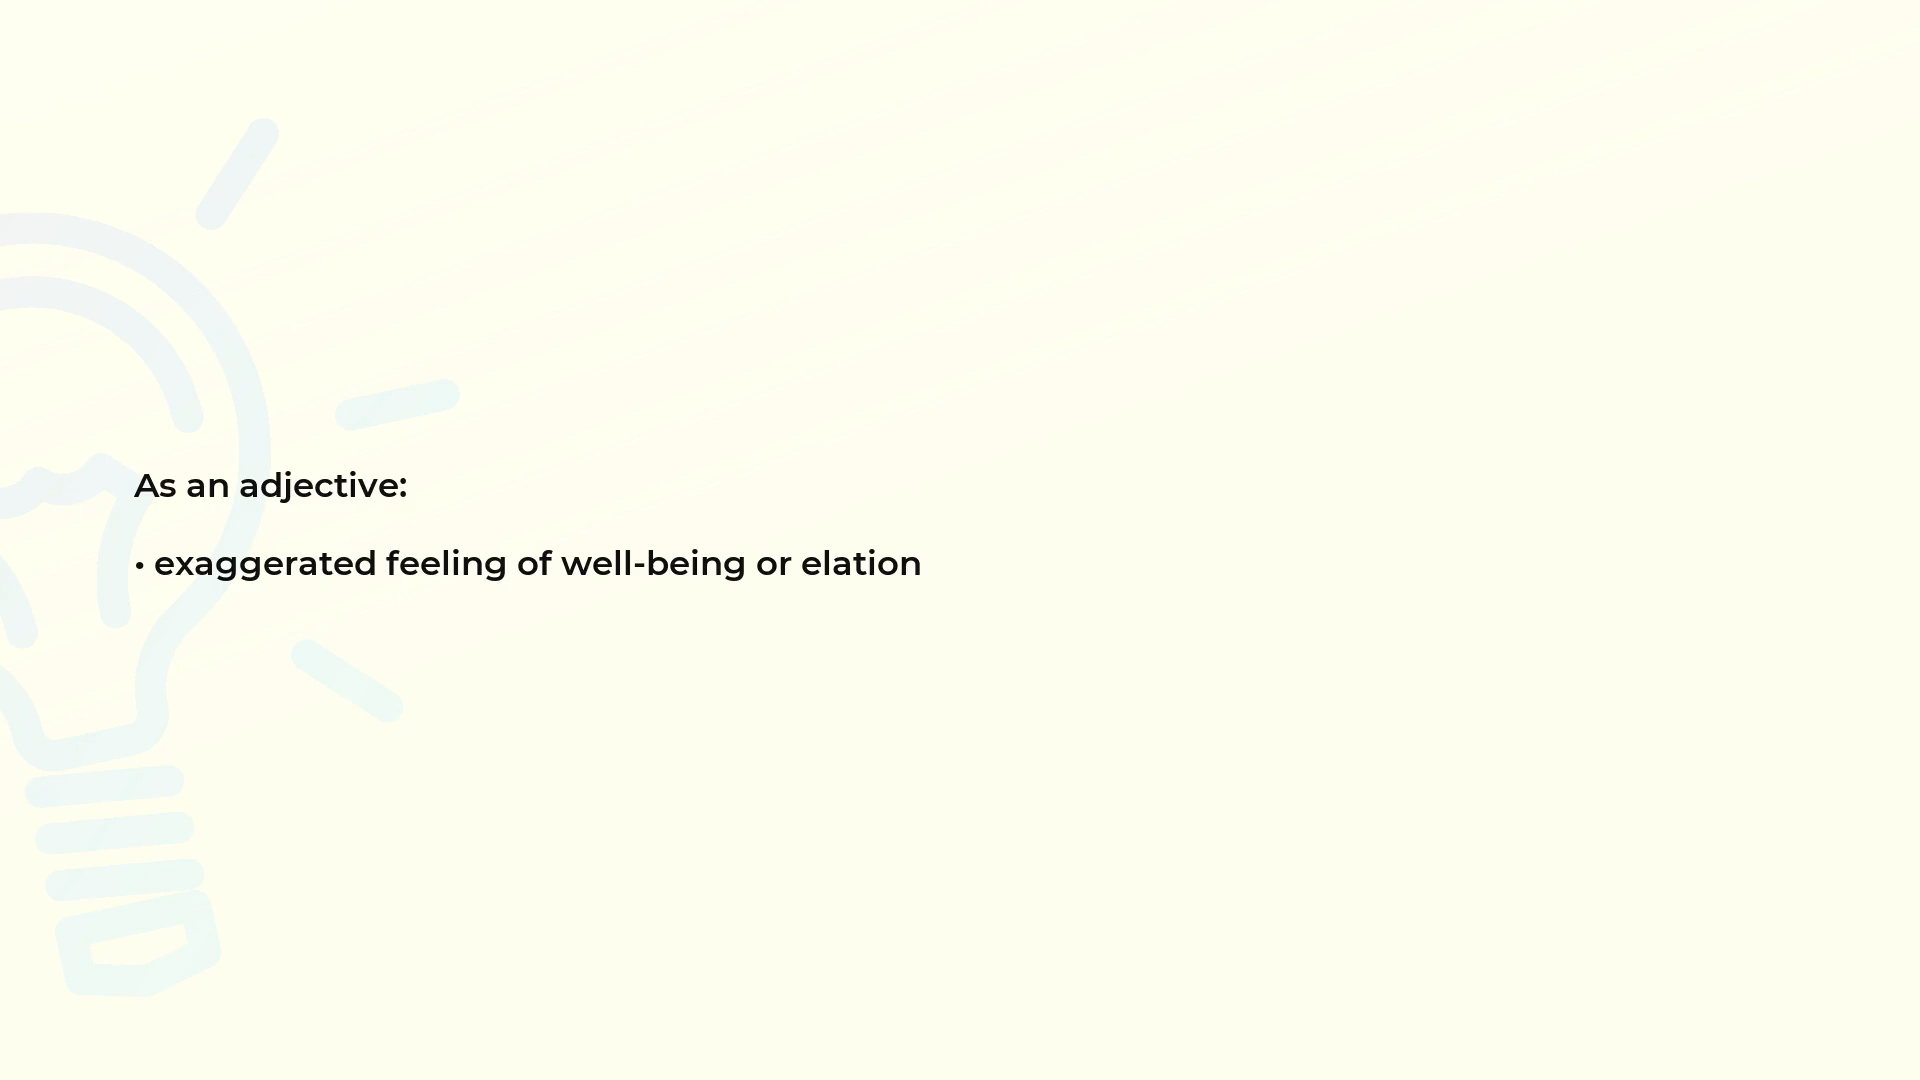 As an adjective:
• exaggerated feeling of well-being or elation